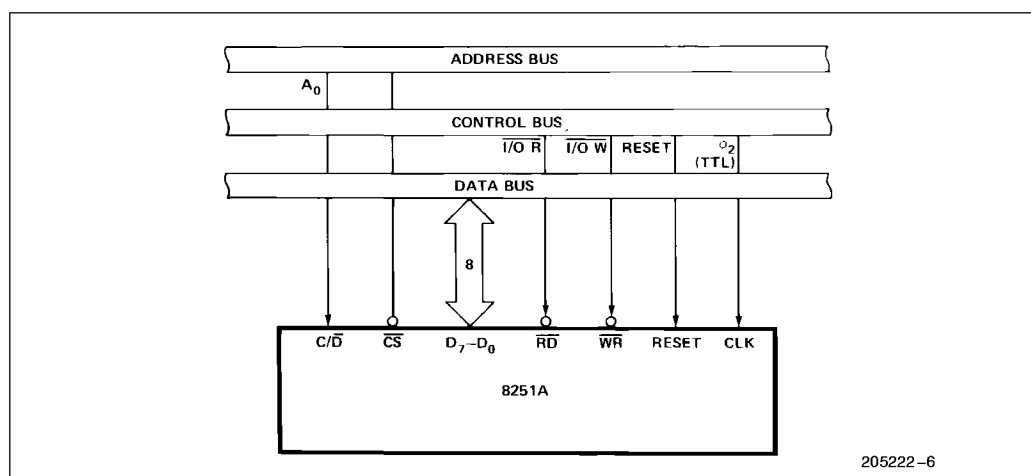 ADDRESS BUS
A₀
CONTROL BUS
I/O R I/O W RESET Φ₂
(TTL)
DATA BUS
8
C/D CS D₇–D₀ RD WR RESET CLK
8251A
205222–6